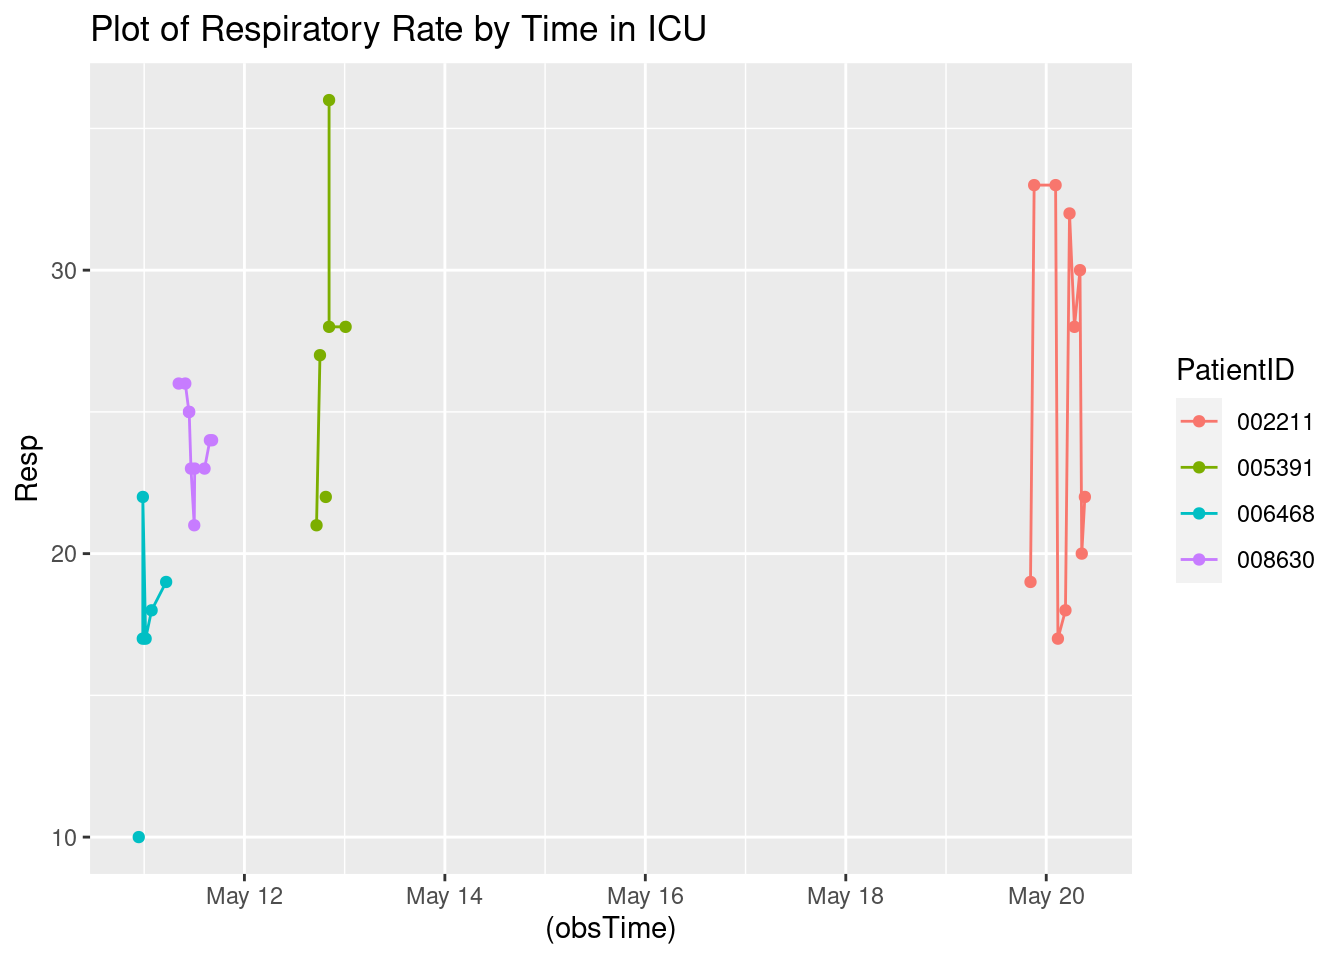 Plot of Respiratory Rate by Time in ICU
Resp
30
20
10
May 12
May 14
May 16
May 18
May 20
(obsTime)
PatientID
002211
005391
006468
008630